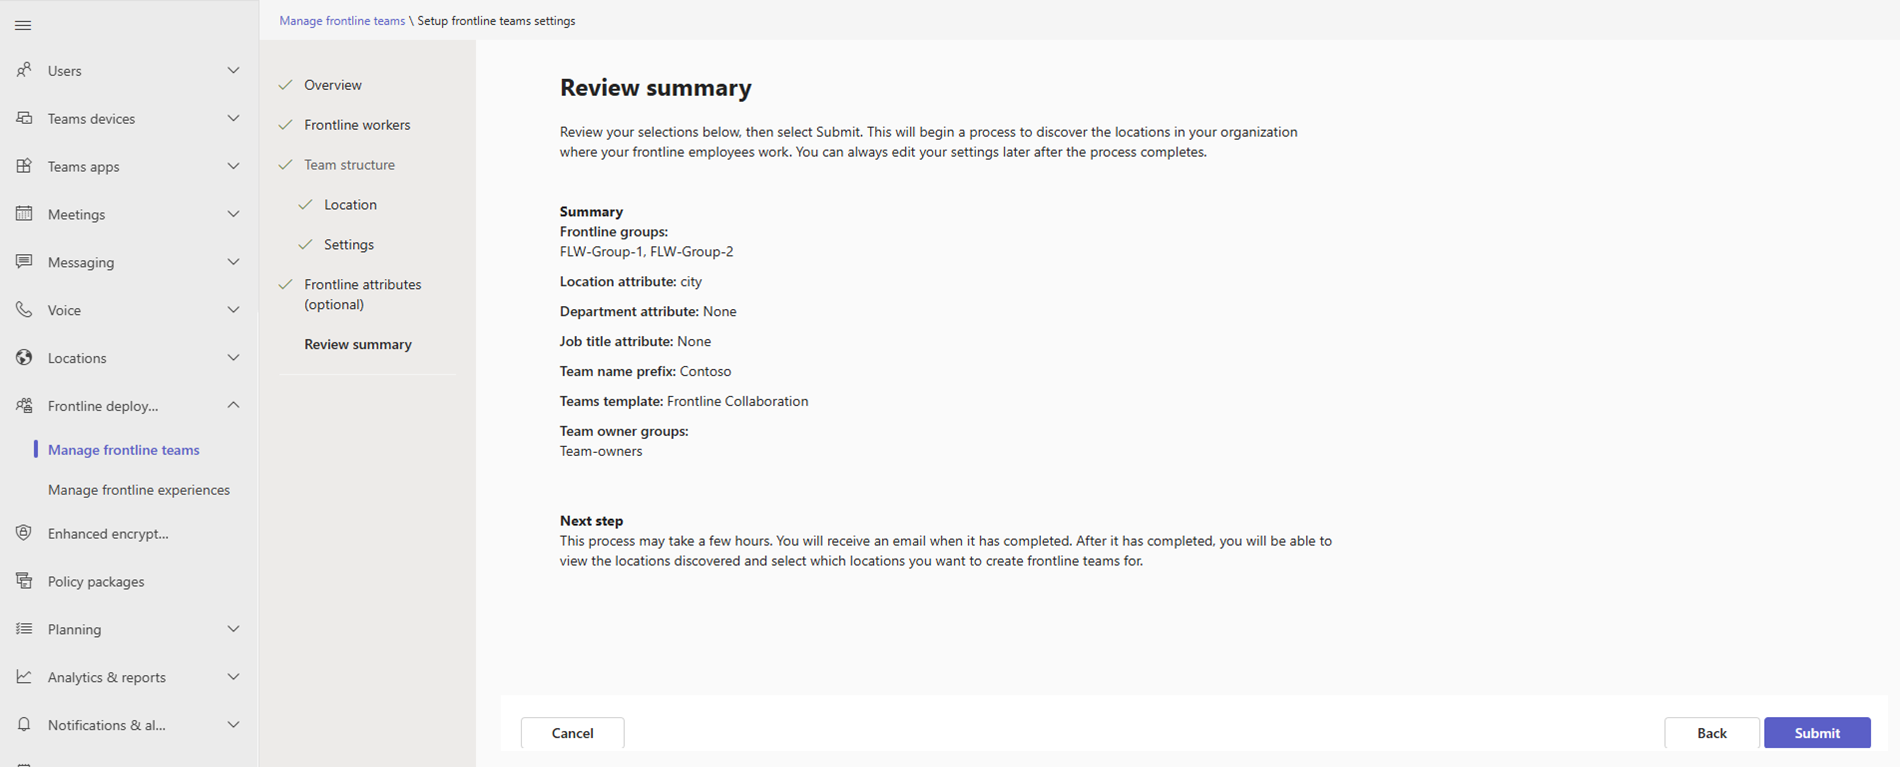 Manage frontline teams \ Setup frontline teams settings
Users
Teams devices
Teams apps
Meetings
Messaging
Voice
Locations
Frontline deploy...
Manage frontline teams
Manage frontline experiences
Enhanced encrypt...
Policy packages
Planning
Analytics & reports
Notifications & al...
Overview
Frontline workers
Team structure
Location
Settings
Frontline attributes
(optional)
Review summary
Review summary
Review your selections below, then select Submit. This will begin a process to discover the locations in your organization
where your frontline employees work. You can always edit your settings later after the process completes.
Summary
Frontline groups:
FLW-Group-1, FLW-Group-2
Location attribute: city
Department attribute: None
Job title attribute: None
Team name prefix: Contoso
Teams template: Frontline Collaboration
Team owner groups:
Team-owners
Next step
This process may take a few hours. You will receive an email when it has completed. After it has completed, you will be able to
view the locations discovered and select which locations you want to create frontline teams for.
Cancel
Back
Submit